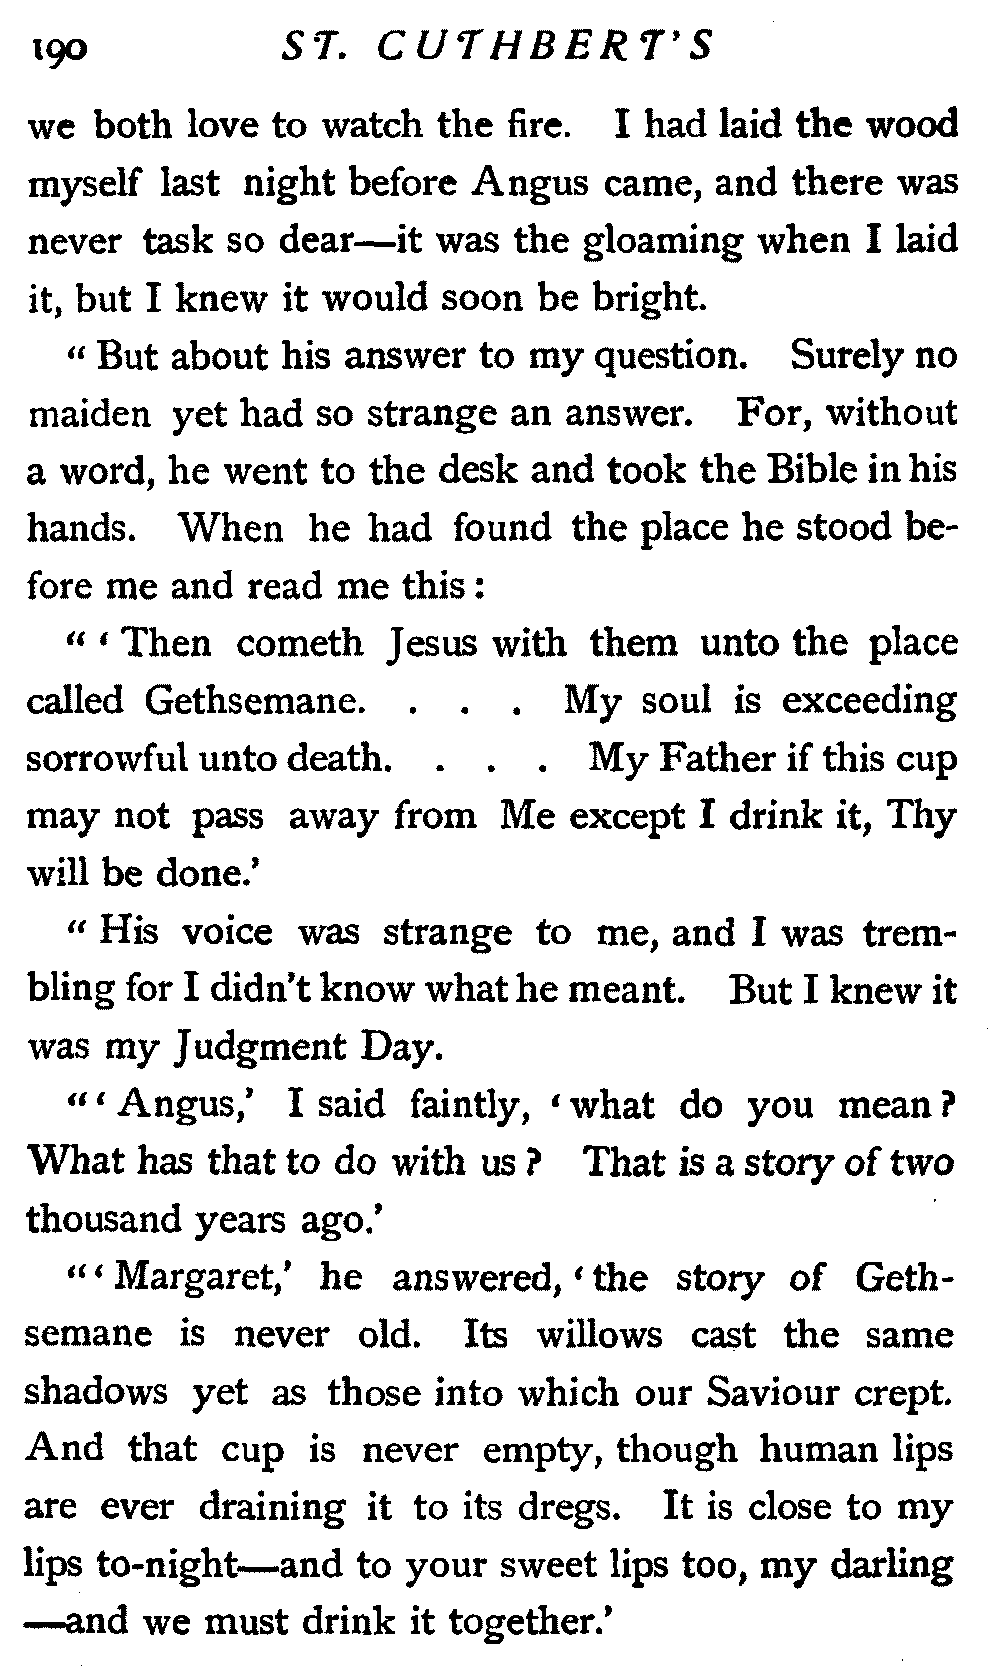 190 ST. CUTHBERT'S
we both love to watch the fire. I had laid the wood
myself last night before Angus came, and there was
never task so dear—it was the gloaming when I laid
it, but I knew it would soon be bright.
" But about his answer to my question. Surely no
maiden yet had so strange an answer. For, without
a word, he went to the desk and took the Bible in his
hands. When he had found the place he stood be-
fore me and read me this :
" ' Then cometh Jesus with them unto the place
called Gethsemane. . . . My soul is exceeding
sorrowful unto death. . . . My Father if this cup
may not pass away from Me except I drink it, Thy
will be done.'
" His voice was strange to me, and I was trem-
bling for I didn't know what he meant. But I knew it
was my Judgment Day.
" ' Angus,' I said faintly, ' what do you mean ?
What has that to do with us ? That is a story of two
thousand years ago.'
" ' Margaret,' he answered, ' the story of Geth-
semane is never old. Its willows cast the same
shadows yet as those into which our Saviour crept.
And that cup is never empty, though human lips
are ever draining it to its dregs. It is close to my
lips to-night—and to your sweet lips too, my darling
—and we must drink it together.'